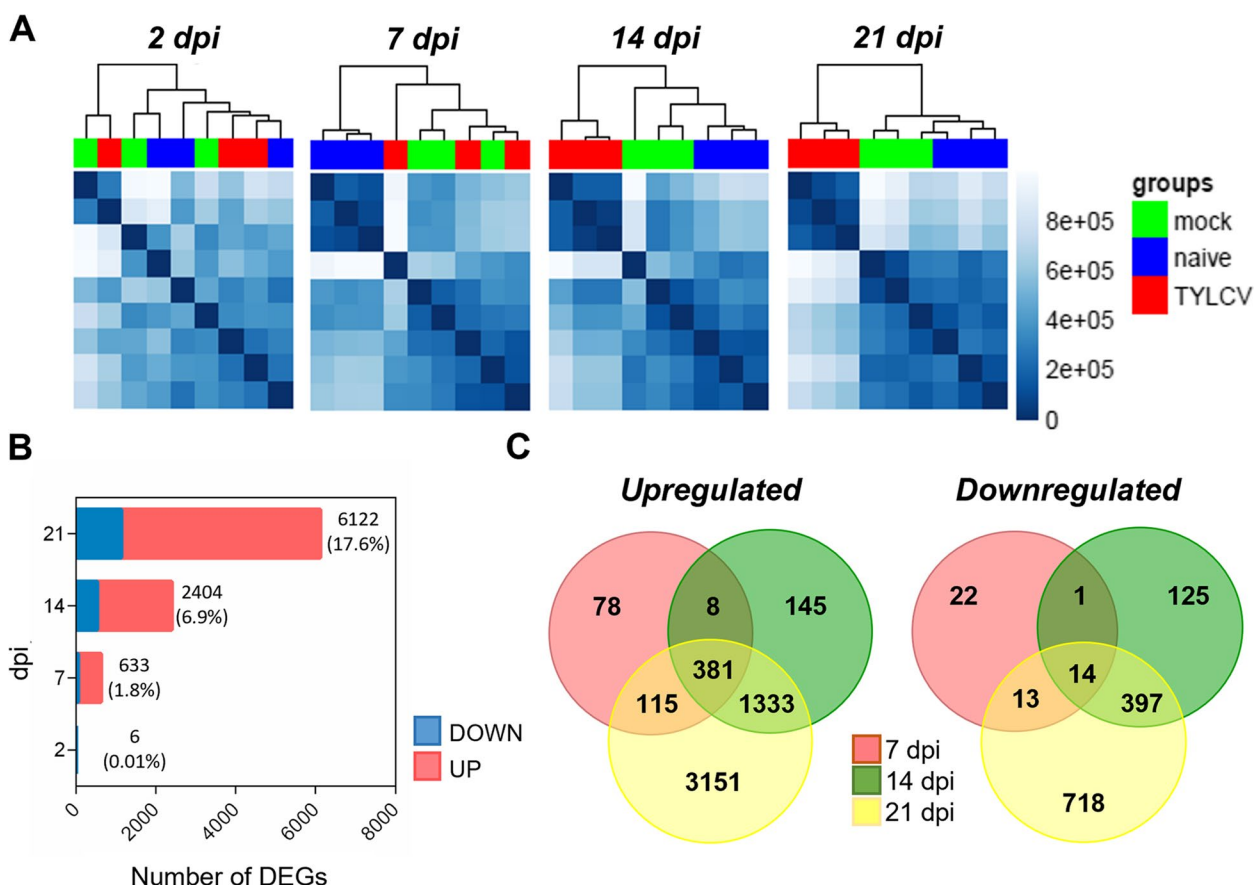 A
2 dpi
7 dpi
14 dpi
21 dpi
groups
mock
naive
TYLCV
8e+05
6e+05
4e+05
2e+05
0
B
21
14
7
2
dpi
6122
(17.6%)
2404
(6.9%)
633
(1.8%)
6
(0.01%)
0
2000
4000
6000
8000
Number of DEGs
DOWN
UP
C
Upregulated
78
8
145
381
115
1333
3151
Downregulated
22
1
125
14
13
397
718
7 dpi
14 dpi
21 dpi